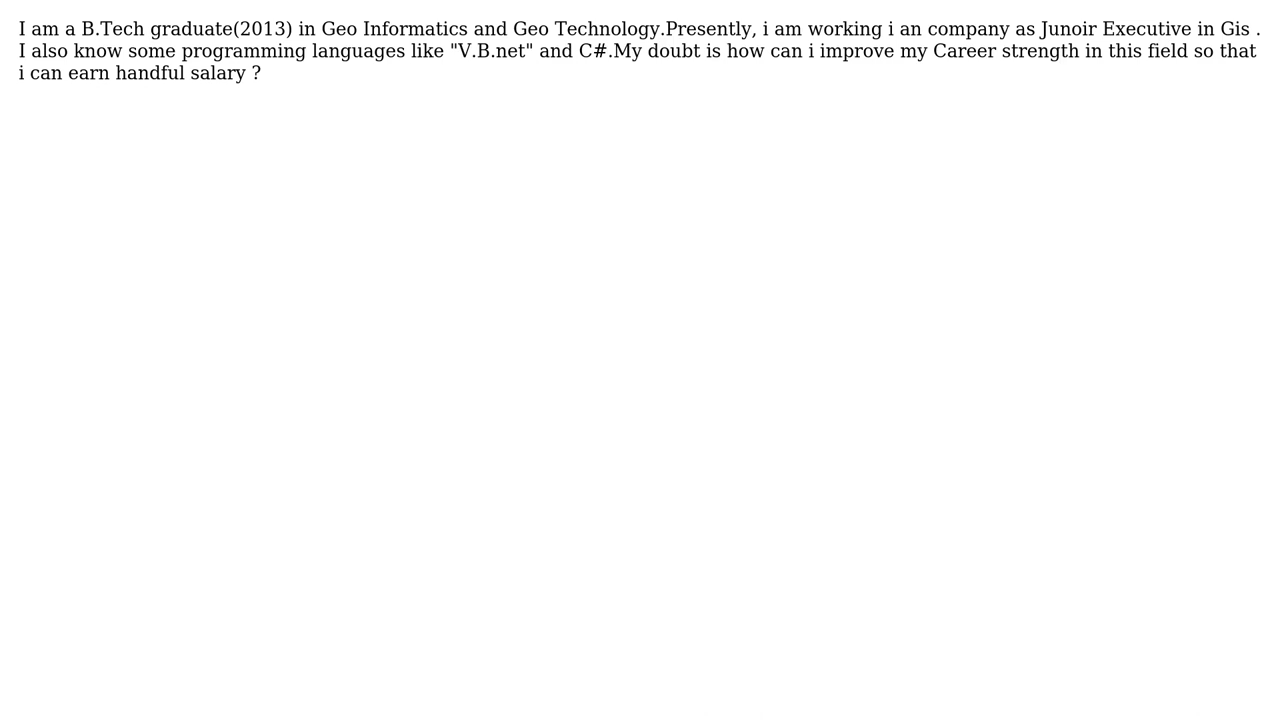 I am a B.Tech graduate(2013) in Geo Informatics and Geo Technology.Presently, i am working i an company as Junoir Executive in Gis .
I also know some programming languages like "V.B.net" and C#.My doubt is how can i improve my Career strength in this field so that
i can earn handful salary ?